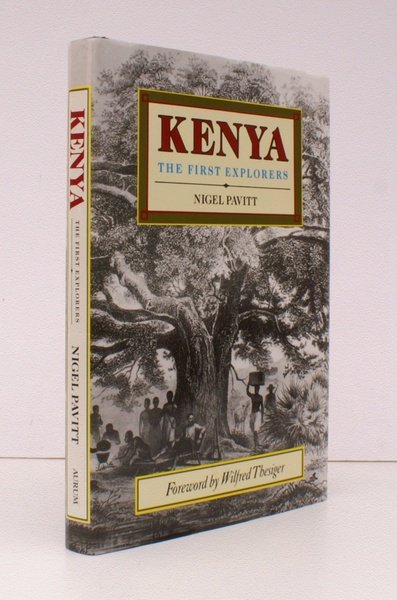 KENYA
THE FIRST EXPLORERS
NIGEL PAVITT
Foreword by Wilfred Thesiger
KENYA
THE FIRST EXPLORERS
NIGEL PAVITT
AURUM